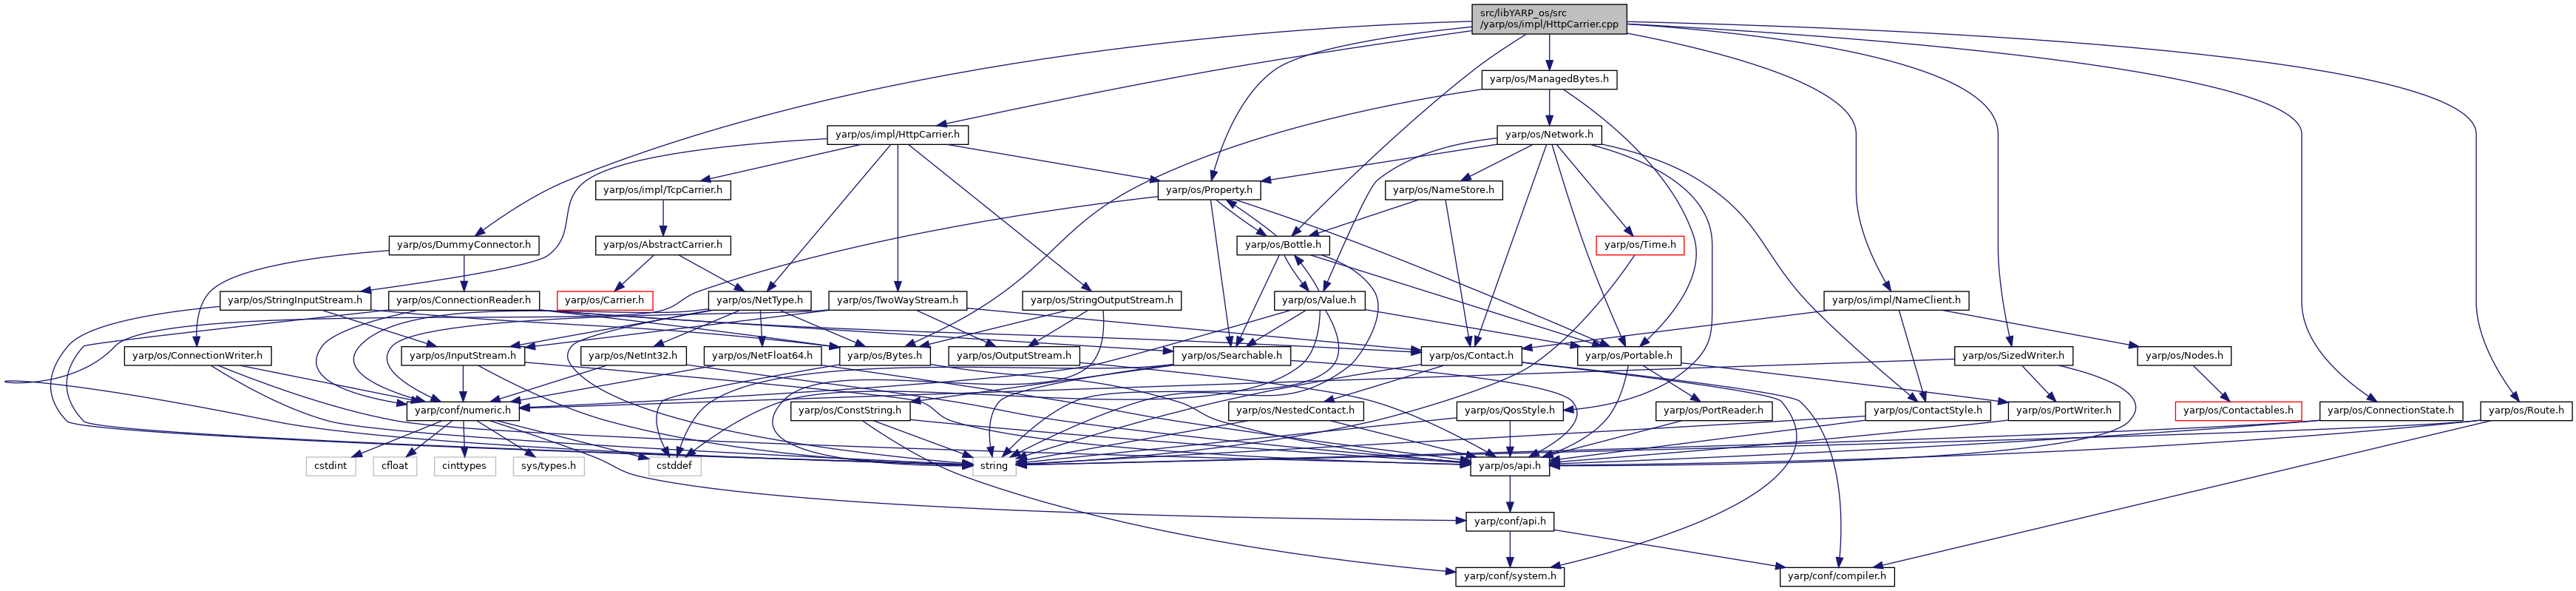 src/libYARP_os/src
/yarp/os/impl/HttpCarrier.cpp
yarp/os/ManagedBytes.h
yarp/os/impl/HttpCarrier.h
yarp/os/Network.h
yarp/os/impl/TcpCarrier.h
yarp/os/Property.h
yarp/os/NameStore.h
yarp/os/DummyConnector.h
yarp/os/AbstractCarrier.h
yarp/os/Bottle.h
yarp/os/Time.h
yarp/os/StringInputStream.h
yarp/os/ConnectionReader.h
yarp/os/Carrier.h
yarp/os/NetType.h
yarp/os/TwoWayStream.h
yarp/os/StringOutputStream.h
yarp/os/Value.h
yarp/os/impl/NameClient.h
yarp/os/ConnectionWriter.h
yarp/os/InputStream.h
yarp/os/NetInt32.h
yarp/os/NetFloat64.h
yarp/os/Bytes.h
yarp/os/OutputStream.h
yarp/os/Searchable.h
yarp/os/Contact.h
yarp/os/Portable.h
yarp/os/SizedWriter.h
yarp/os/Nodes.h
yarp/conf/numeric.h
yarp/os/ConstString.h
yarp/os/NestedContact.h
yarp/os/QosStyle.h
yarp/os/PortReader.h
yarp/os/ContactStyle.h
yarp/os/PortWriter.h
yarp/os/Contactables.h
yarp/os/ConnectionState.h
yarp/os/Route.h
cstdint
cfloat
cinttypes
sys/types.h
cstddef
string
yarp/os/api.h
yarp/conf/api.h
yarp/conf/system.h
yarp/conf/compiler.h